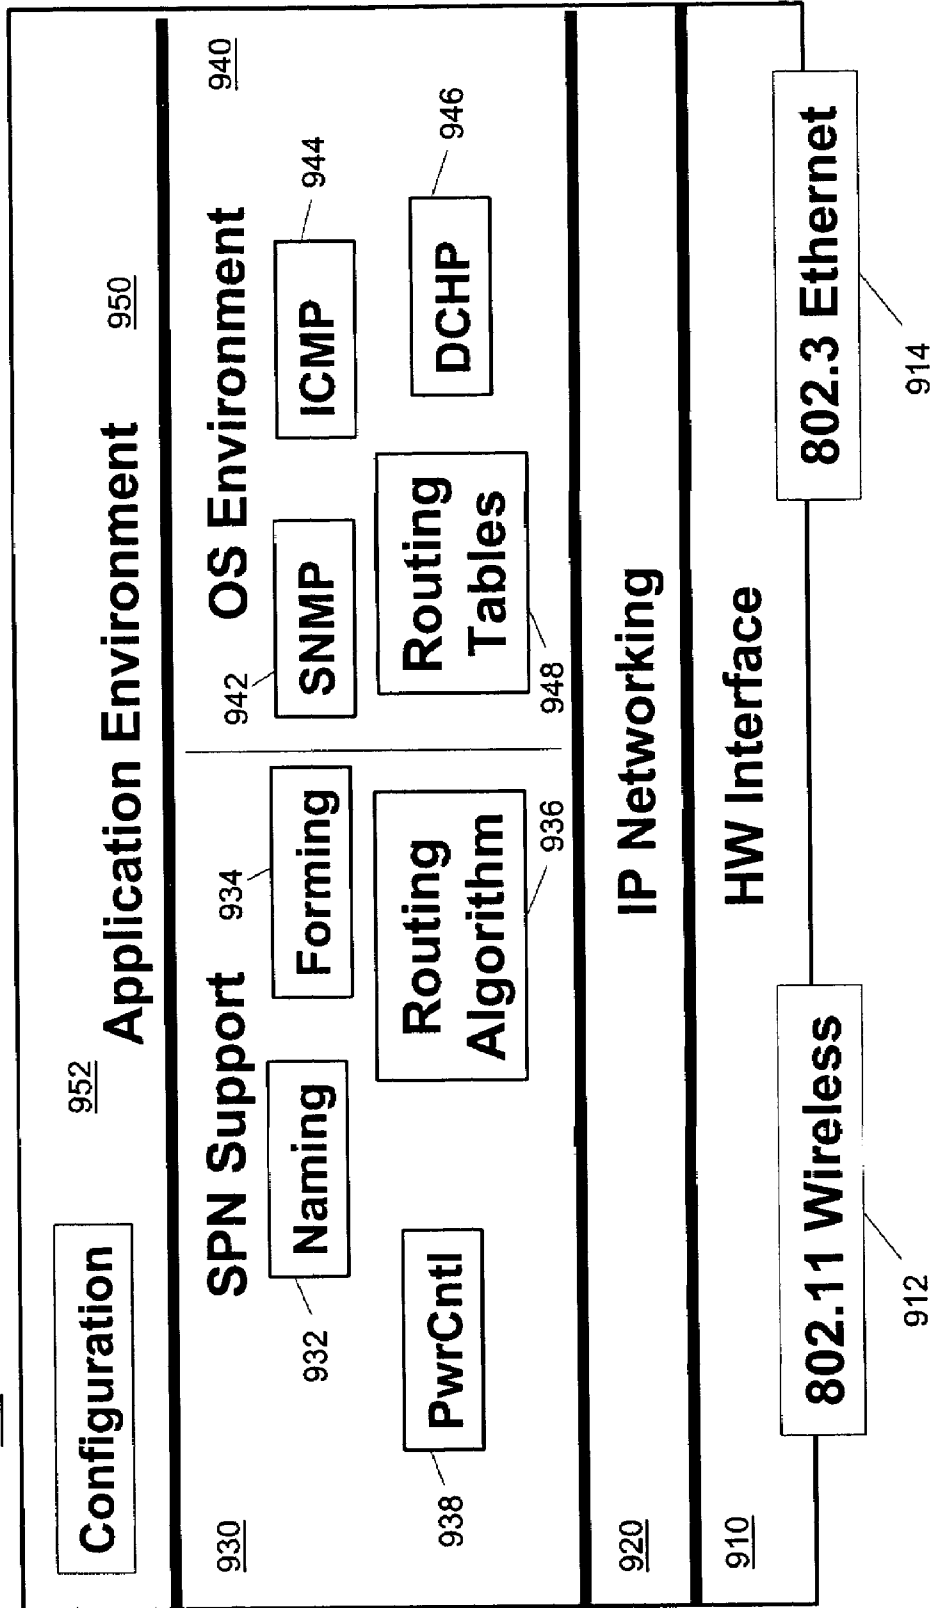 Configuration
952
Application Environment
950
930
SPN Support
OS Environment
940
932
Naming
934
Forming
942
SNMP
ICMP
944
938
PwrCntl
Routing
Algorithm
936
Routing
Tables
948
DCHP
946
920
IP Networking
910
HW Interface
802.11 Wireless
912
802.3 Ethernet
914